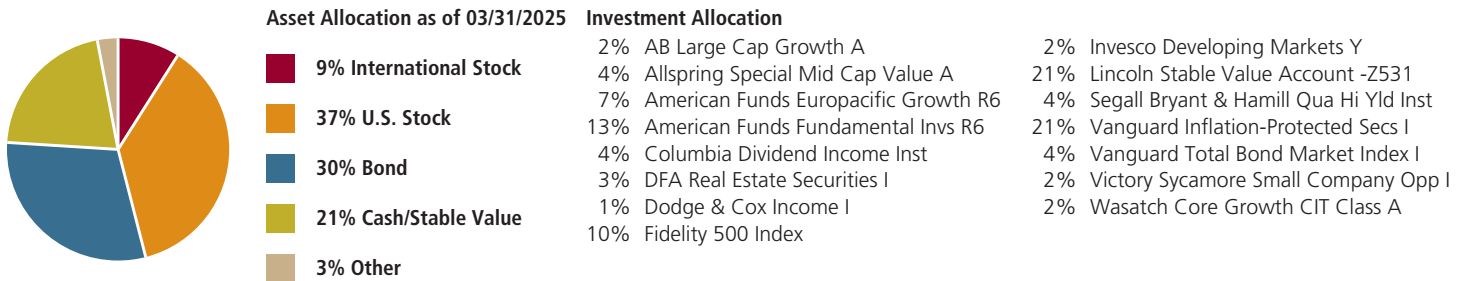 Asset Allocation as of 03/31/2025
9% International Stock
37% U.S. Stock
30% Bond
21% Cash/Stable Value
3% Other
Investment Allocation
2% AB Large Cap Growth A
4% Allspring Special Mid Cap Value A
7% American Funds Europacific Growth R6
13% American Funds Fundamental Invs R6
4% Columbia Dividend Income Inst
3% DFA Real Estate Securities I
1% Dodge & Cox Income I
10% Fidelity 500 Index
2% Invesco Developing Markets Y
21% Lincoln Stable Value Account -Z531
4% Segall Bryant & Hamill Qua Hi Yld Inst
21% Vanguard Inflation-Protected Secs I
4% Vanguard Total Bond Market Index I
2% Victory Sycamore Small Company Opp I
2% Wasatch Core Growth CIT Class A